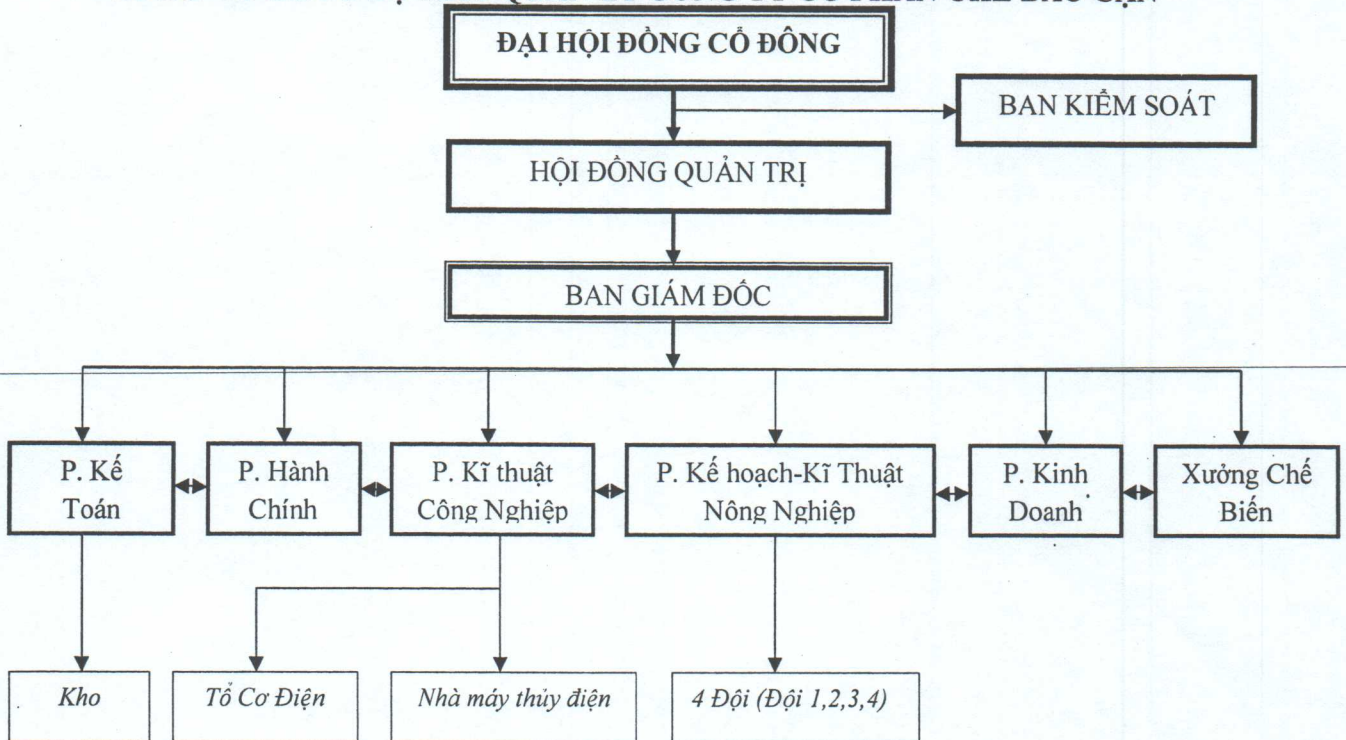 ĐẠI HỘI ĐỒNG CỔ ĐÔNG
BAN KIỂM SOÁT
HỘI ĐỒNG QUẢN TRỊ
BAN GIÁM ĐỐC
P. Kế
Toán
P. Hành
Chính
P. Kĩ thuật
Công Nghiệp
P. Kế hoạch-Kĩ Thuật
Nông Nghiệp
P. Kinh
Doanh
Xưởng Chế
Biến
Kho
Tổ Cơ Điện
Nhà máy thủy điện
4 Đội (Đội 1,2,3,4)